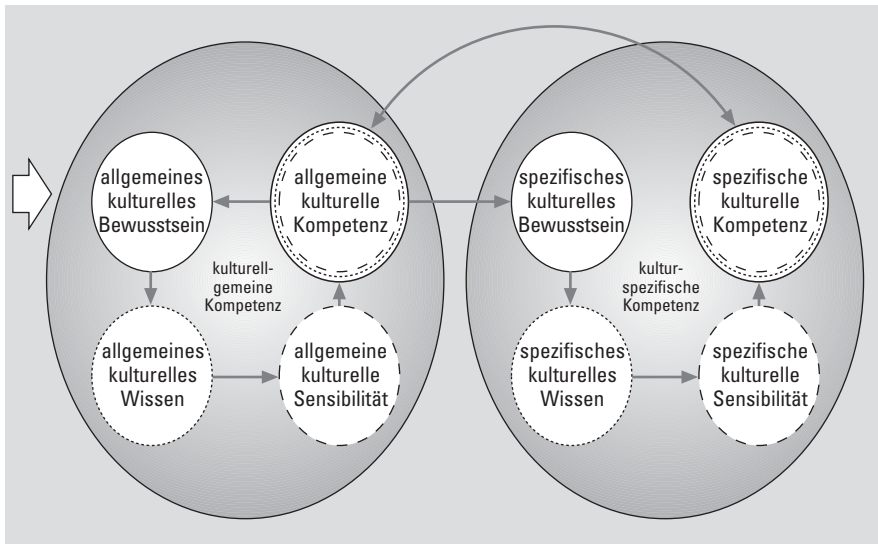 allgemeines
kulturelles
Bewusstsein
allgemeine
kulturelle
Kompetenz
spezifisches
kulturelles
Bewusstsein
spezifische
kulturelle
Kompetenz
kulturell-
gemeine
Kompetenz
kultur-
spezifische
Kompetenz
allgemeines
kulturelles
Wissen
allgemeine
kulturelle
Sensibilität
spezifisches
kulturelles
Wissen
spezifische
kulturelle
Sensibilität